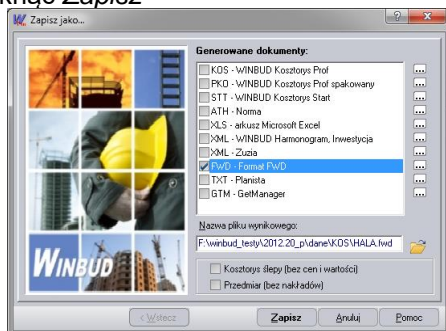 knąć Zapisz
Zapisz jako...
Generowane dokumenty:
KOS - WINBUD Kosztorys Prof
PKO - WINBUD Kosztorys Prof spakowany
STT - WINBUD Kosztorys Start
ATH - Norma
XLS - arkusz Microsoft Excel
XML - WINBUD Harmonogram, Inwestycja
XML - Zuzia
FWD - Format FWD
TXT - Planista
GTM - GetManager
Nazwa pliku wynikowego:
F:\winbud_testy\2012.20_p\dane\KOS\HALA.fwd
WINBUD
Kosztorys ślepy (bez cen i wartości)
Przedmiar (bez nakładów)
< Wstecz
Zapisz
Anuluj
Pomoc